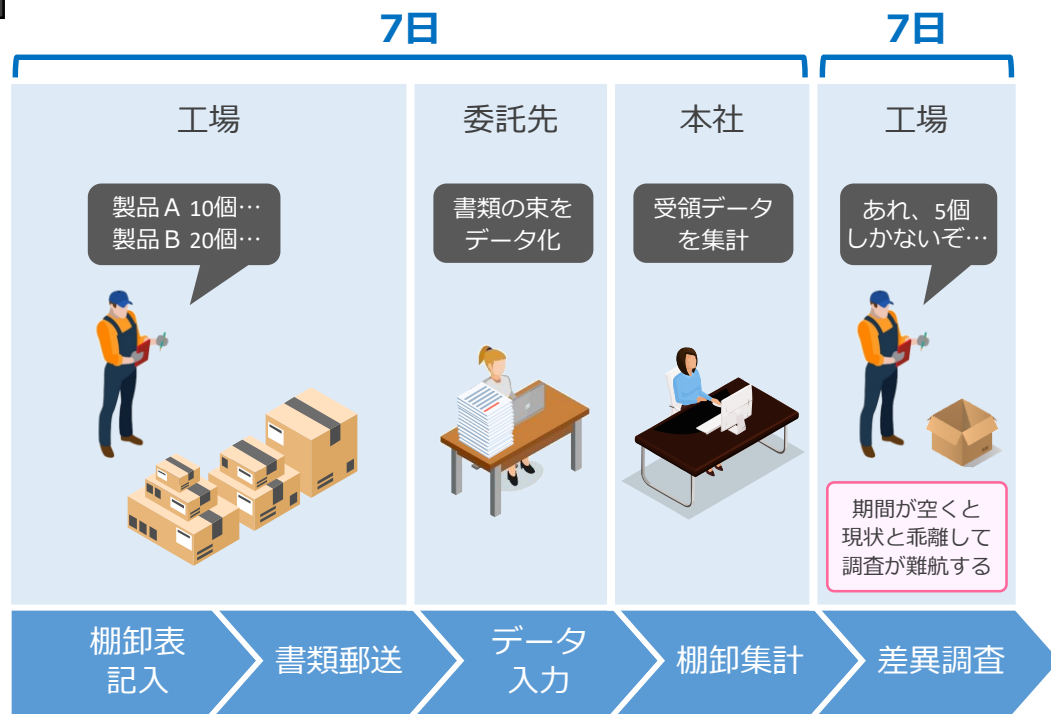 7日
7日
工場
委託先
本社
工場
製品A 10個…
製品B 20個…
書類の束を
データ化
受領データ
を集計
あれ、5個
しかないぞ…
期間が空くと
現状と乖離して
調査が難航する
棚卸表
記入
書類郵送
データ
入力
棚卸集計
差異調査